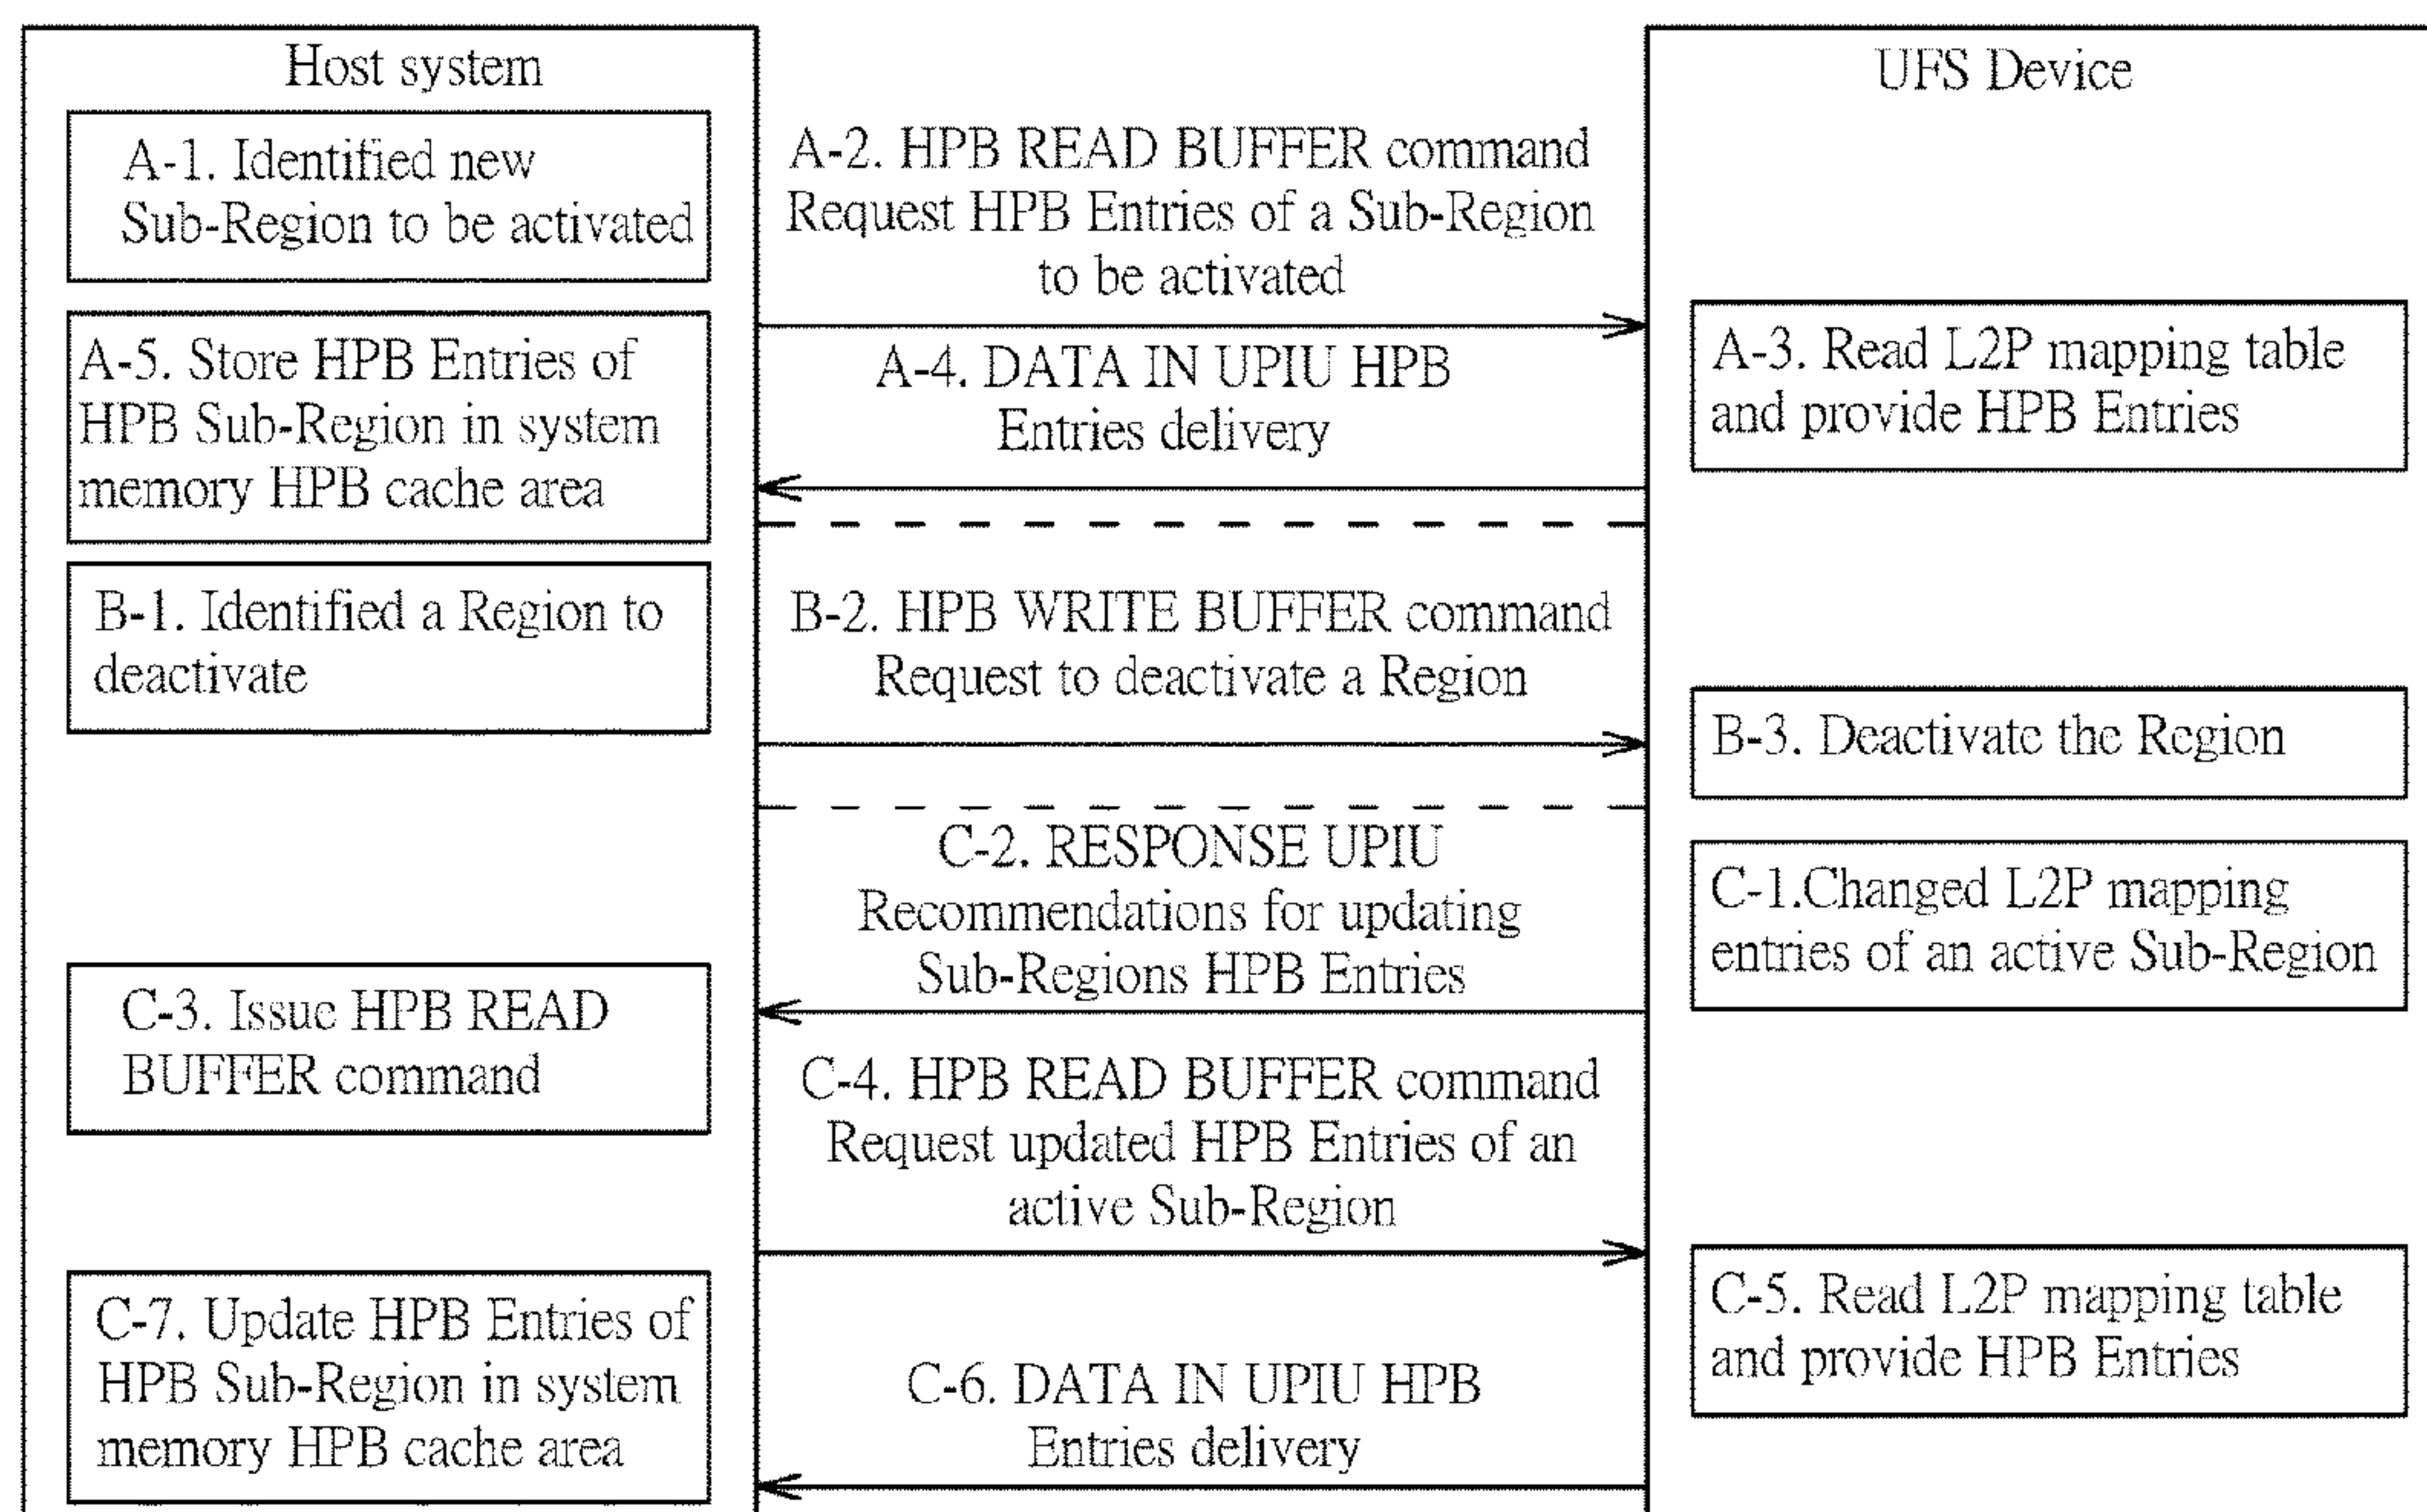 Host system
UFS Device
A-1. Identified new
Sub-Region to be activated
A-2. HPB READ BUFFER command
Request HPB Entries of a Sub-Region
to be activated
A-3. Read L2P mapping table
and provide HPB Entries
A-4. DATA IN UPIU HPB
Entries delivery
A-5. Store HPB Entries of
HPB Sub-Region in system
memory HPB cache area
B-1. Identified a Region to
deactivate
B-2. HPB WRITE BUFFER command
Request to deactivate a Region
B-3. Deactivate the Region
C-1.Changed L2P mapping
entries of an active Sub-Region
C-2. RESPONSE UPIU
Recommendations for updating
Sub-Regions HPB Entries
C-3. Issue HPB READ
BUFFER command
C-4. HPB READ BUFFER command
Request updated HPB Entries of an
active Sub-Region
C-5. Read L2P mapping table
and provide HPB Entries
C-6. DATA IN UPIU HPB
Entries delivery
C-7. Update HPB Entries of
HPB Sub-Region in system
memory HPB cache area